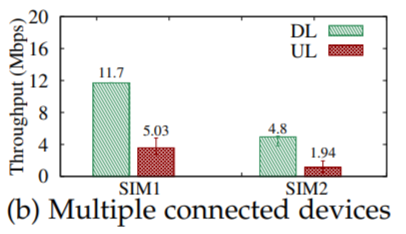 20
16
12
8
4
0
Throughput (Mbps)
DL
UL
11.7
5.03
4.8
1.94
SIM1
SIM2
(b) Multiple connected devices